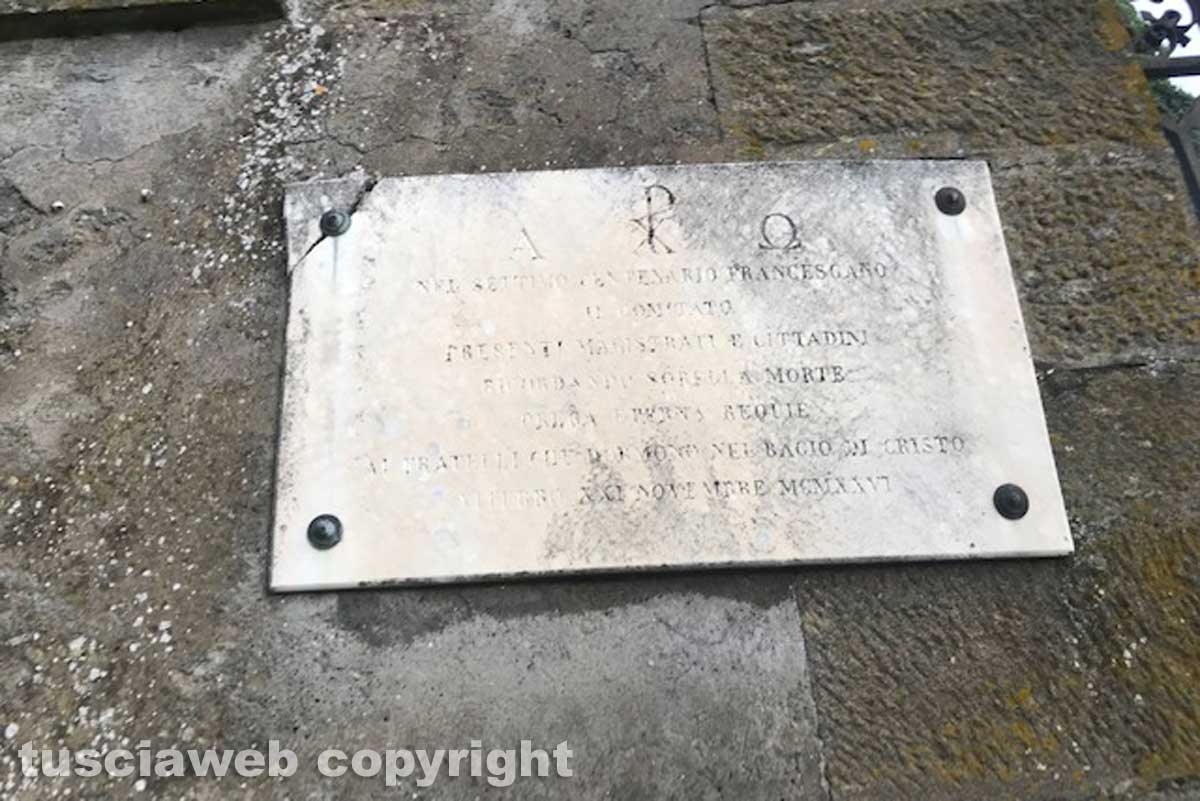 Α ☧ Ω
NEL SETTIMO CENTENARIO FRANCESCANO
IL COMITATO
PRESENTI MAGISTRATI E CITTADINI
RICORDANDO SORELLA MORTE
ETERNA REQUIE
AI FRATELLI CHE DORMONO NEL BACIO DI CRISTO
VITERBO XXI NOVEMBRE MCMXXVI
tusciaweb copyright